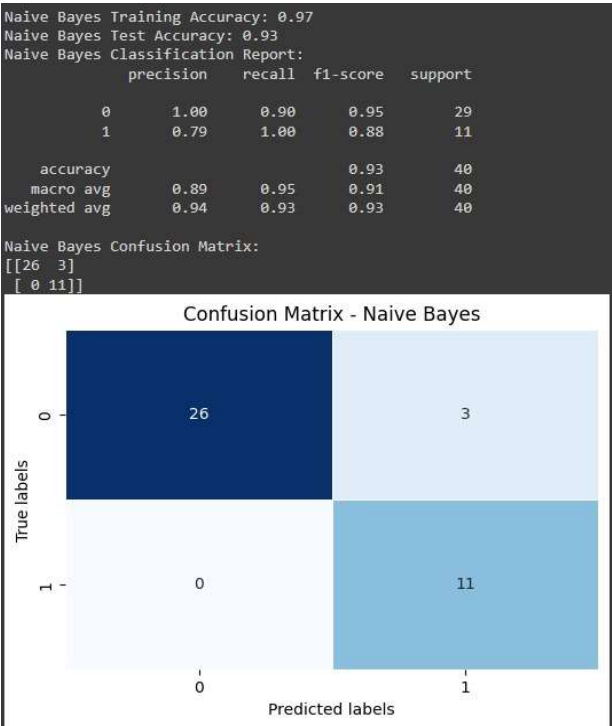 Naive Bayes Training Accuracy: 0.97
Naive Bayes Test Accuracy: 0.93
Naive Bayes Classification Report:
precision recall f1-score support
0 1.00 0.90 0.95 29
1 0.79 1.00 0.88 11
accuracy 0.93 40
macro avg 0.89 0.95 0.91 40
weighted avg 0.94 0.93 0.93 40
Naive Bayes Confusion Matrix:
[[26 3]
[ 0 11]]
Confusion Matrix - Naive Bayes
0 26 3
True labels
1 0 11
0 1
Predicted labels